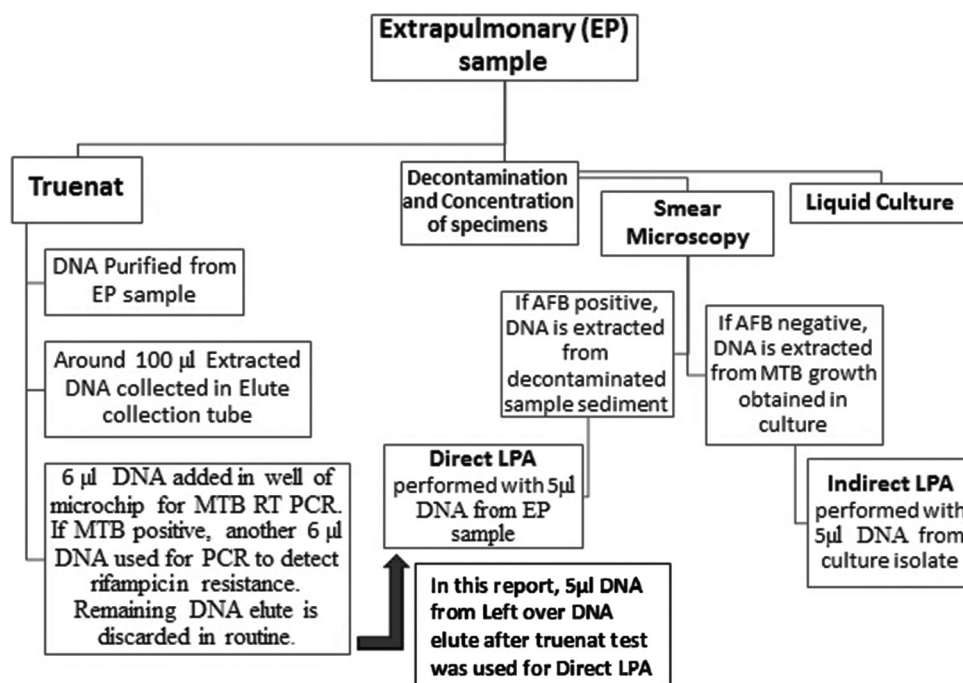 Extrapulmonary (EP)
sample
Truenat
DNA Purified from
EP sample
Around 100 µl Extracted
DNA collected in Elute
collection tube
6 µl DNA added in well of
microchip for MTB RT PCR.
If MTB positive, another 6 µl
DNA used for PCR to detect
rifampicin resistance.
Remaining DNA elute is
discarded in routine.
Decontamination
and Concentration
of specimens
Smear
Microscopy
Liquid Culture
If AFB positive,
DNA is extracted
from
decontaminated
sample sediment
If AFB negative,
DNA is extracted
from MTB growth
obtained in
culture
Direct LPA
performed with 5µl
DNA from EP
sample
Indirect LPA
performed with
5µl DNA from
culture isolate
In this report, 5µl DNA
from Left over DNA
elute after truenat test
was used for Direct LPA